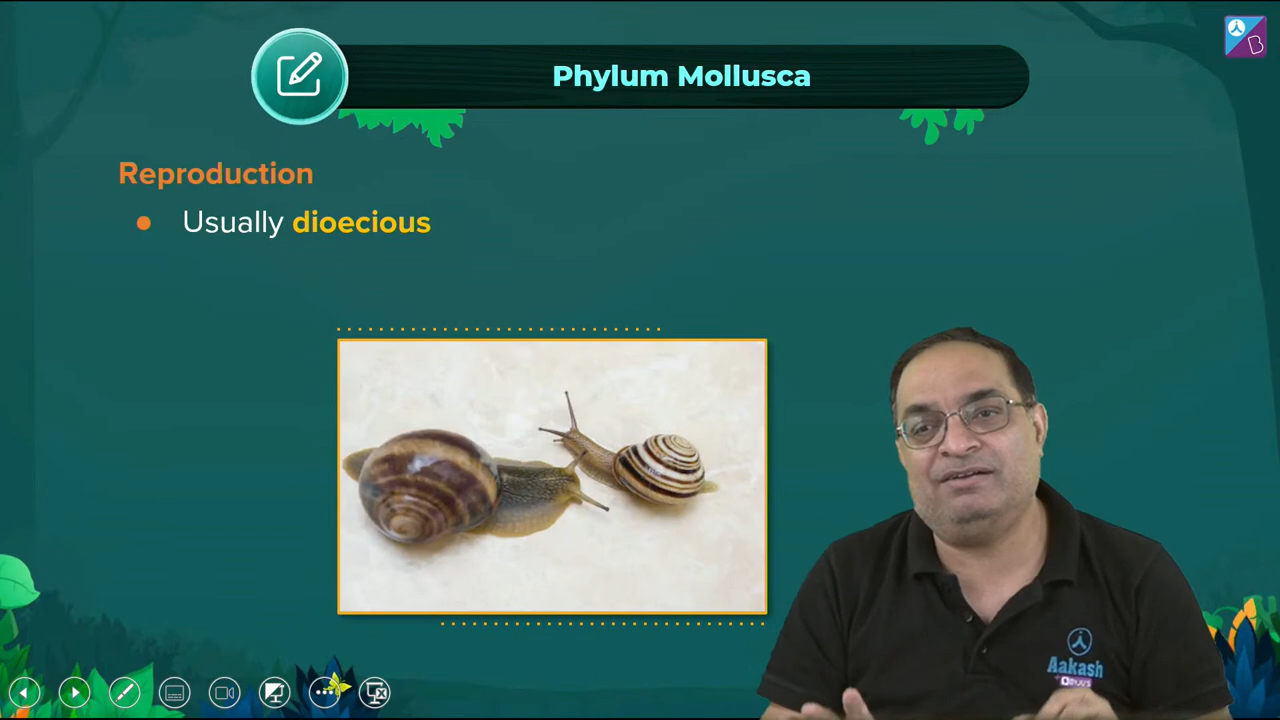 Phylum Mollusca
B
Reproduction
● Usually dioecious
Aakash